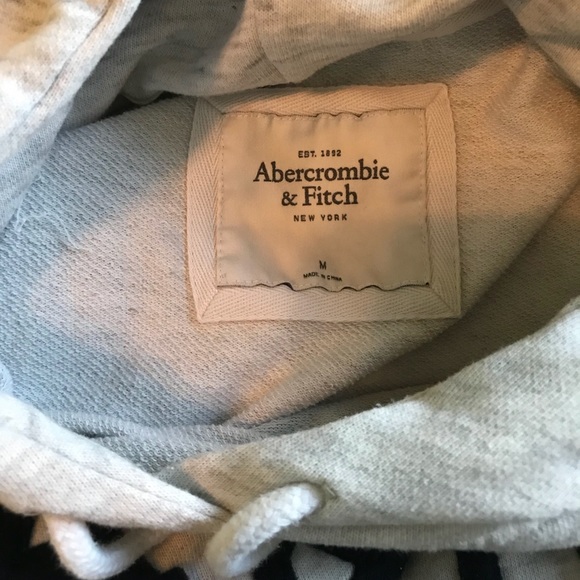 EST. 1892
Abercrombie
& Fitch
NEW YORK
M
MADE IN CHINA